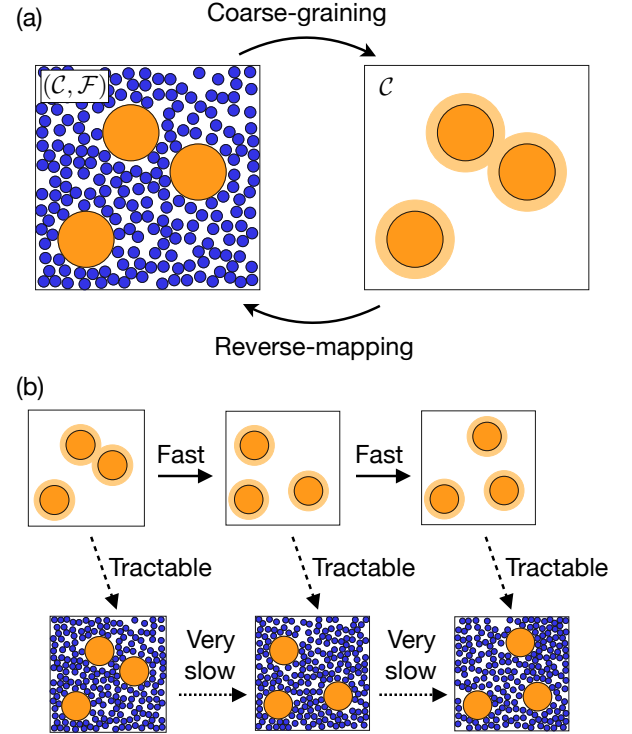 (a)
Coarse-graining
(C, F)
C
Reverse-mapping
(b)
Fast
Fast
Tractable
Tractable
Tractable
Very
slow
Very
slow